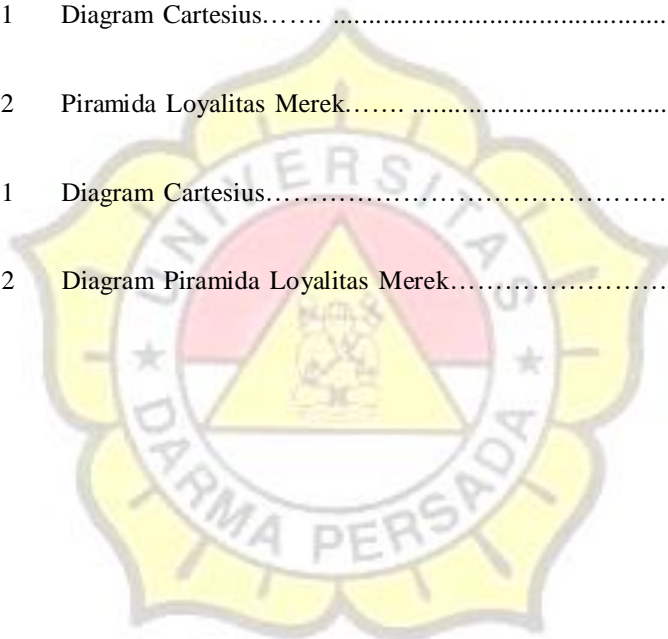 1 Diagram Cartesius……. ........................................
2 Piramida Loyalitas Merek……. ..............................
1 Diagram Cartesius……………………………………………
2 Diagram Piramida Loyalitas Merek……………………
UNIVERSITAS
DARMA PERSADA